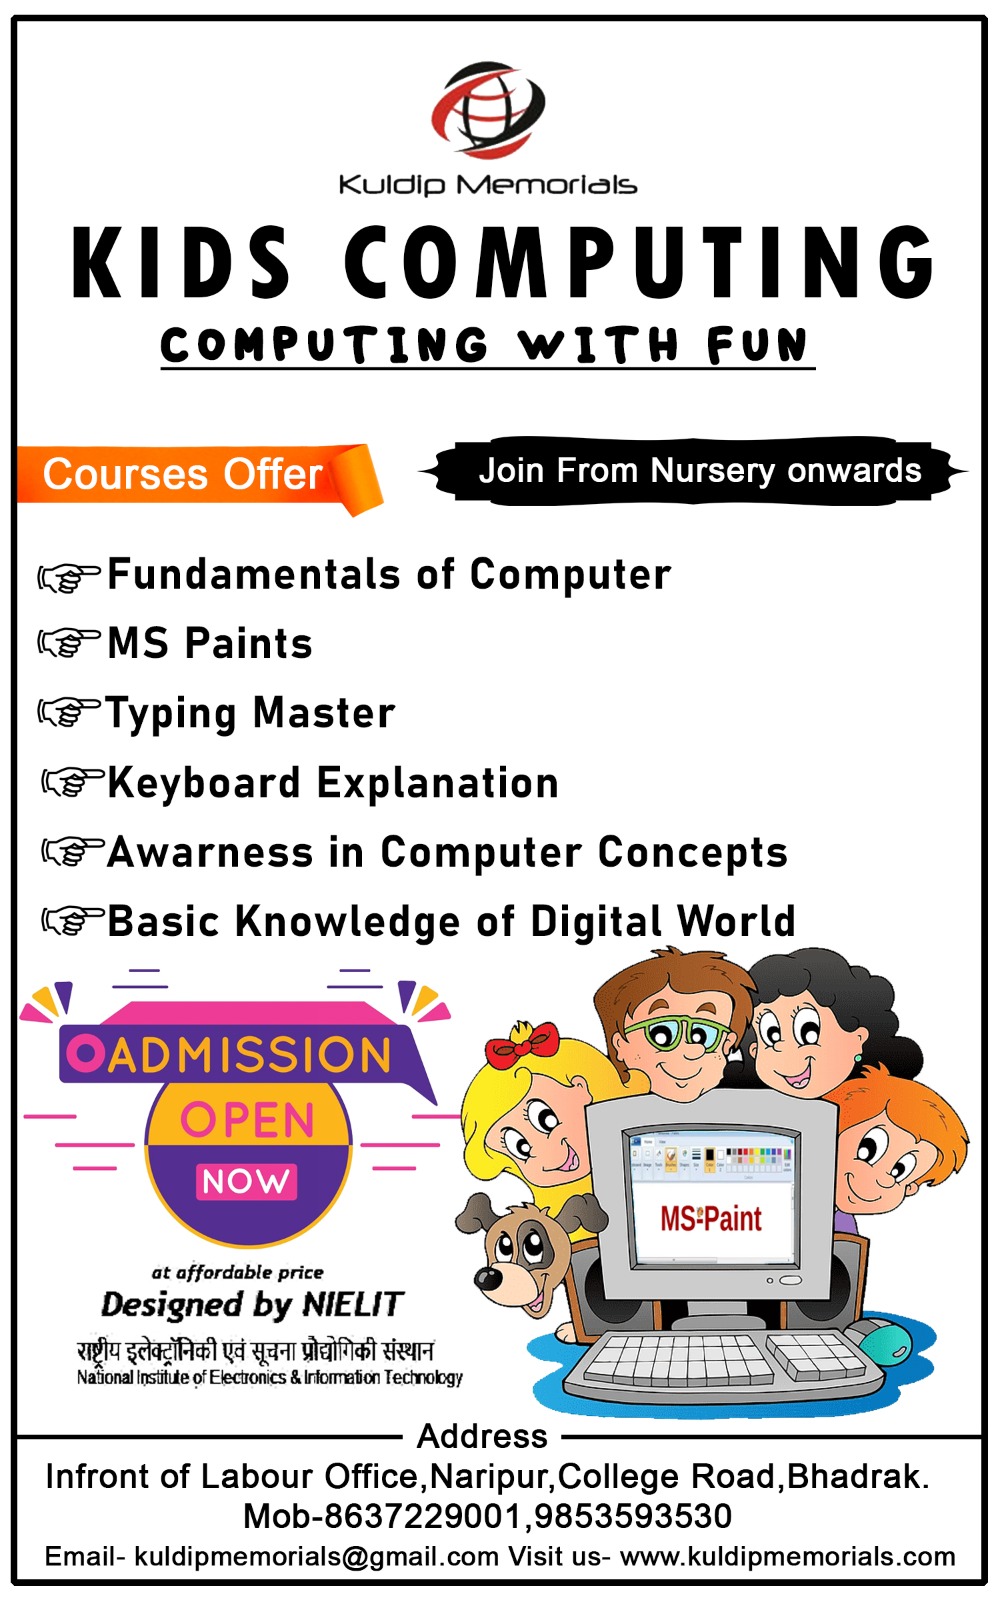 Kuldip Memorials
KIDS COMPUTING
COMPUTING WITH FUN
Courses Offer
Join From Nursery onwards
Fundamentals of Computer
MS Paints
Typing Master
Keyboard Explanation
Awarness in Computer Concepts
Basic Knowledge of Digital World
ADMISSION
OPEN
NOW
MS-Paint
at affordable price
Designed by NIELIT
राष्ट्रीय इलेक्ट्रॉनिकी एवं सूचना प्रौद्योगिकी संस्थान
National Institute of Electronics & Information Technology
Address
Infront of Labour Office,Naripur,College Road,Bhadrak.
Mob-8637229001,9853593530
Email- kuldipmemorials@gmail.com Visit us- www.kuldipmemorials.com